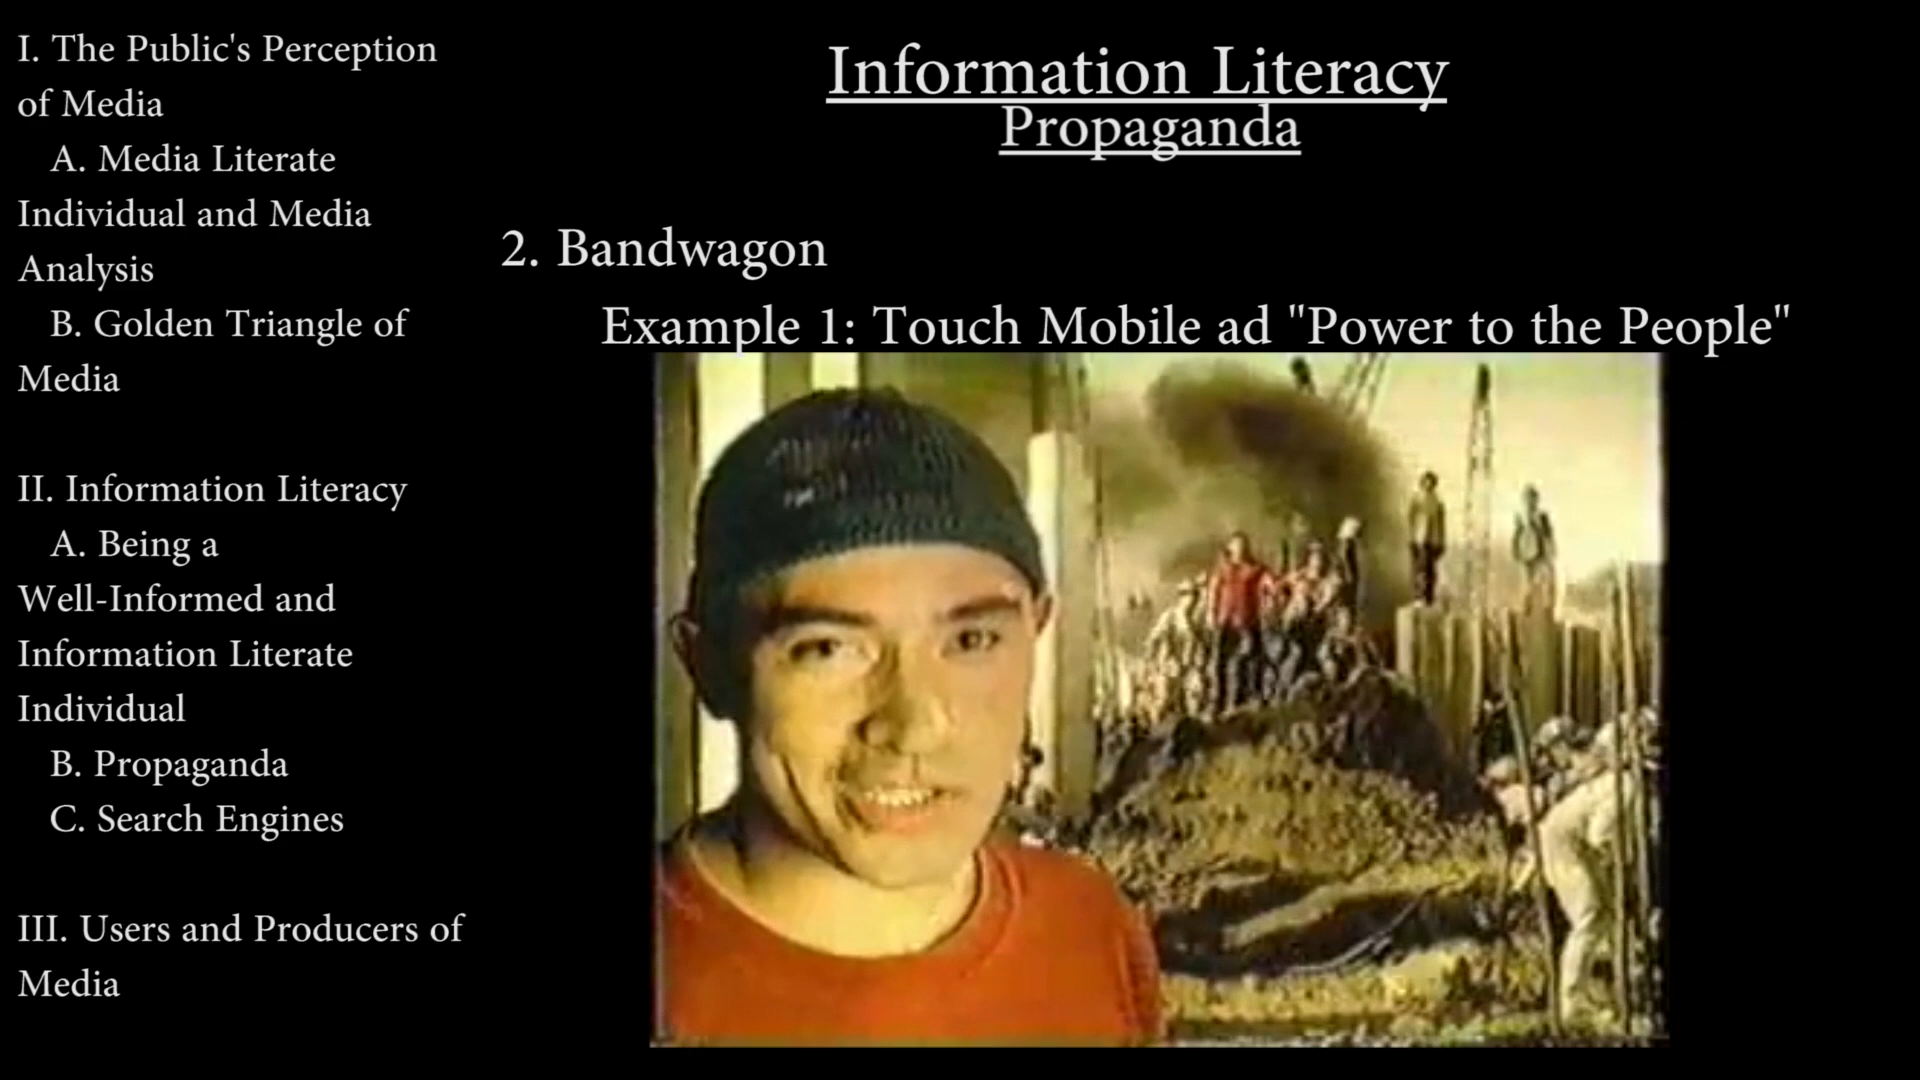 I. The Public's Perception
of Media
A. Media Literate
Individual and Media
Analysis
B. Golden Triangle of
Media
II. Information Literacy
A. Being a
Well-Informed and
Information Literate
Individual
B. Propaganda
C. Search Engines
III. Users and Producers of
Media
Information Literacy
Propaganda
2. Bandwagon
Example 1: Touch Mobile ad "Power to the People"